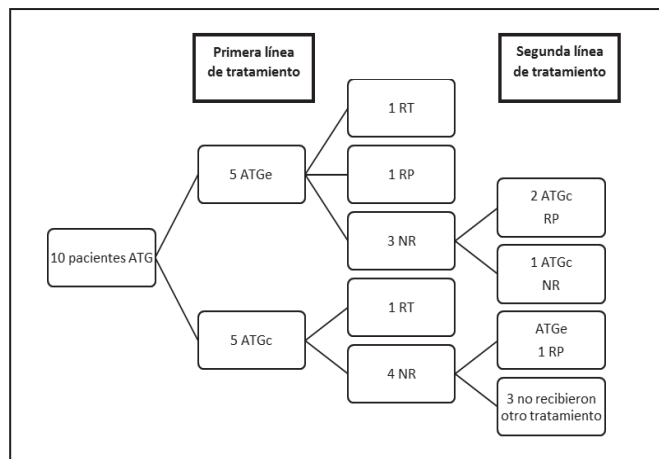 Primera línea
de tratamiento
Segunda línea
de tratamiento
10 pacientes ATG
5 ATGe
1 RT
1 RP
3 NR
2 ATGc
RP
1 ATGc
NR
5 ATGc
1 RT
4 NR
ATGe
1 RP
3 no recibieron
otro tratamiento